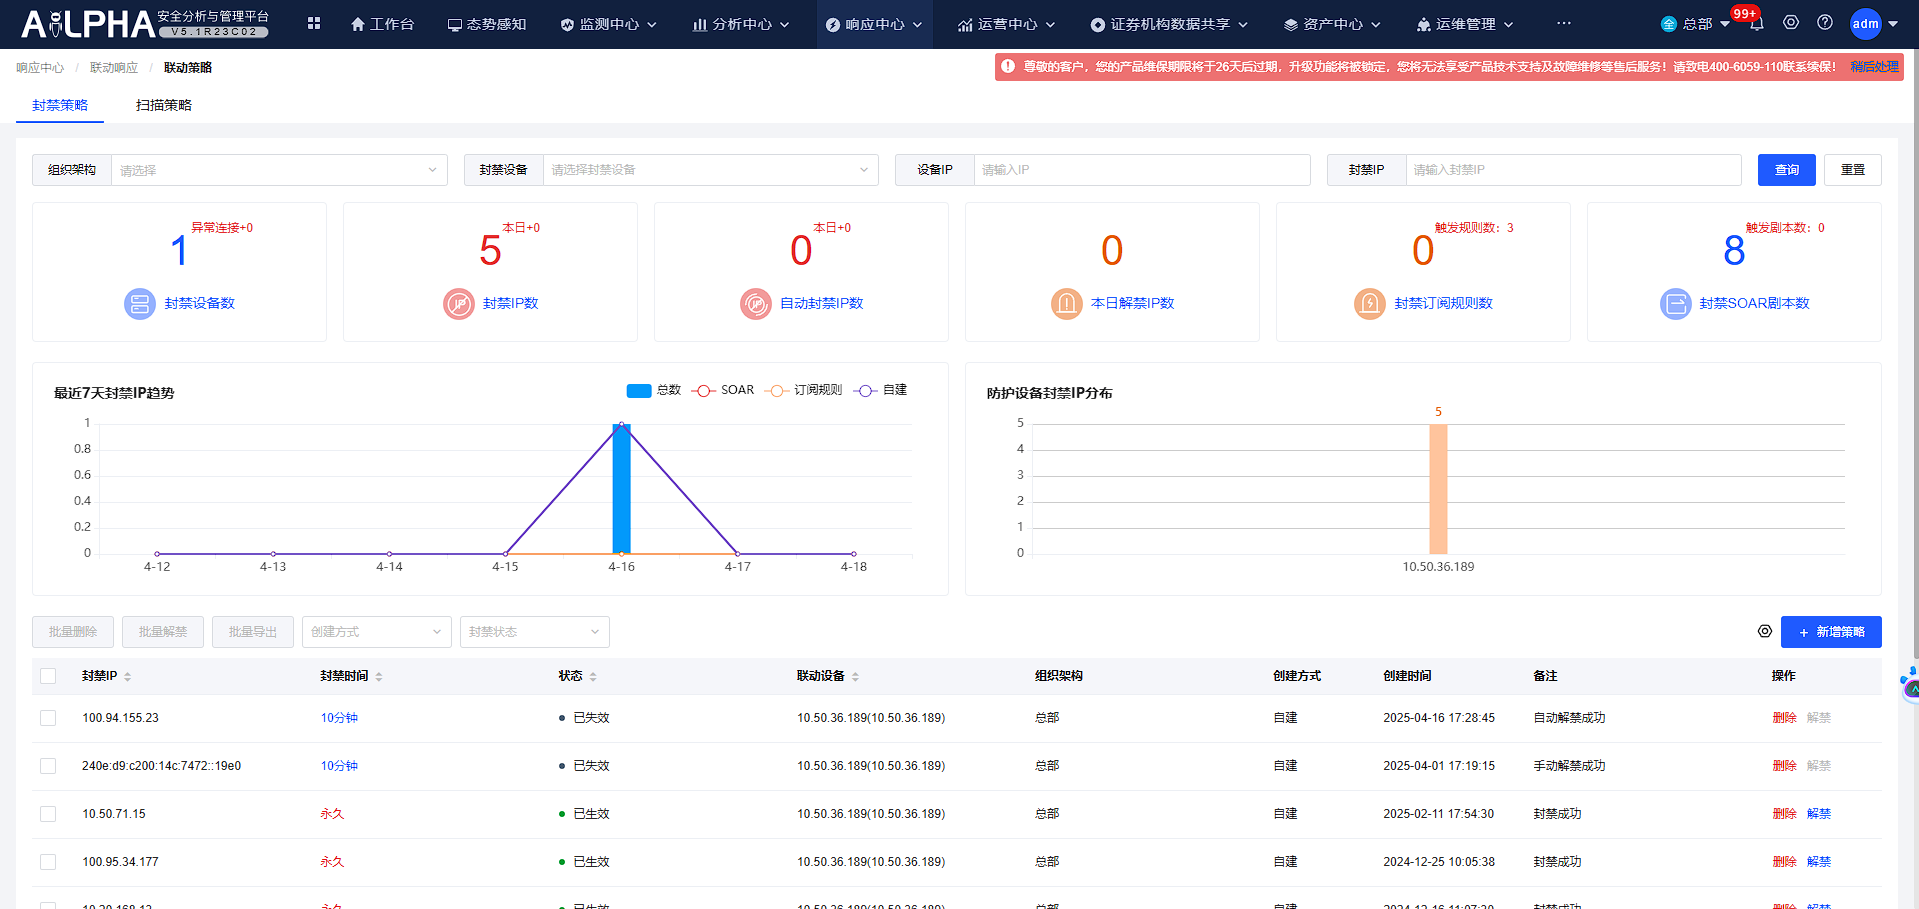 AiLPHA 安全分析与管理平台 V5.1R23C02
工作台 态势感知 监测中心 分析中心 响应中心 运营中心 证券机构数据共享 资产中心 运维管理 ··· 全 总部 99+ adm
响应中心 / 联动响应 / 联动策略
尊敬的客户，您的产品维保期限将于26天后过期，升级功能将被锁定，您将无法享受产品技术支持及故障维修等售后服务！请致电400-6059-110联系续保！ 稍后处理
封禁策略 扫描策略
组织架构 请选择 封禁设备 请选择封禁设备 设备IP 请输入IP 封禁IP 请输入封禁IP 查询 重置
1 异常连接+0
封禁设备数
5 本日+0
封禁IP数
0 本日+0
自动封禁IP数
0
本日解禁IP数
0 触发规则数：3
封禁订阅规则数
8 触发剧本数：0
封禁SOAR剧本数
最近7天封禁IP趋势
总数 SOAR 订阅规则 自建
1
0.8
0.6
0.4
0.2
0
4-12 4-13 4-14 4-15 4-16 4-17 4-18
防护设备封禁IP分布
5
5
4
3
2
1
0
10.50.36.189
批量删除 批量解禁 批量导出 创建方式 封禁状态 + 新增策略
封禁IP 封禁时间 状态 联动设备 组织架构 创建方式 创建时间 备注 操作
100.94.155.23 10分钟 已失效 10.50.36.189(10.50.36.189) 总部 自建 2025-04-16 17:28:45 自动解禁成功 删除 解禁
240e:d9:c200:14c:7472::19e0 10分钟 已失效 10.50.36.189(10.50.36.189) 总部 自建 2025-04-01 17:19:15 手动解禁成功 删除 解禁
10.50.71.15 永久 已生效 10.50.36.189(10.50.36.189) 总部 自建 2025-02-11 17:54:30 封禁成功 删除 解禁
100.95.34.177 永久 已生效 10.50.36.189(10.50.36.189) 总部 自建 2024-12-25 10:05:38 封禁成功 删除 解禁
永久 已生效 10.50.36.189(10.50.36.189) 总部 自建 封禁成功 删除 解禁